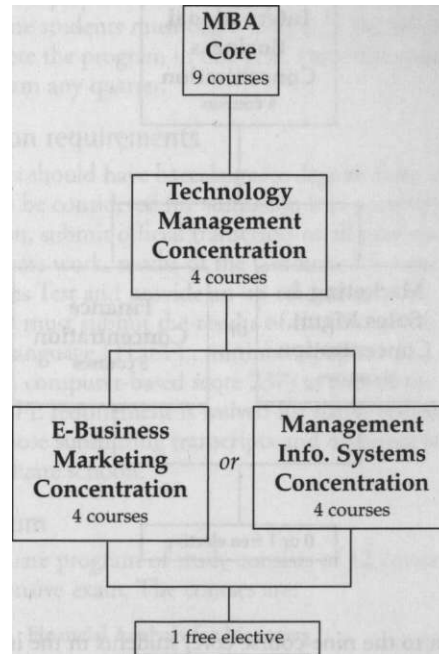 MBA
Core
9 courses
Technology
Management
Concentration
4 courses
E-Business
Marketing
Concentration
4 courses
or
Management
Info. Systems
Concentration
4 courses
1 free elective